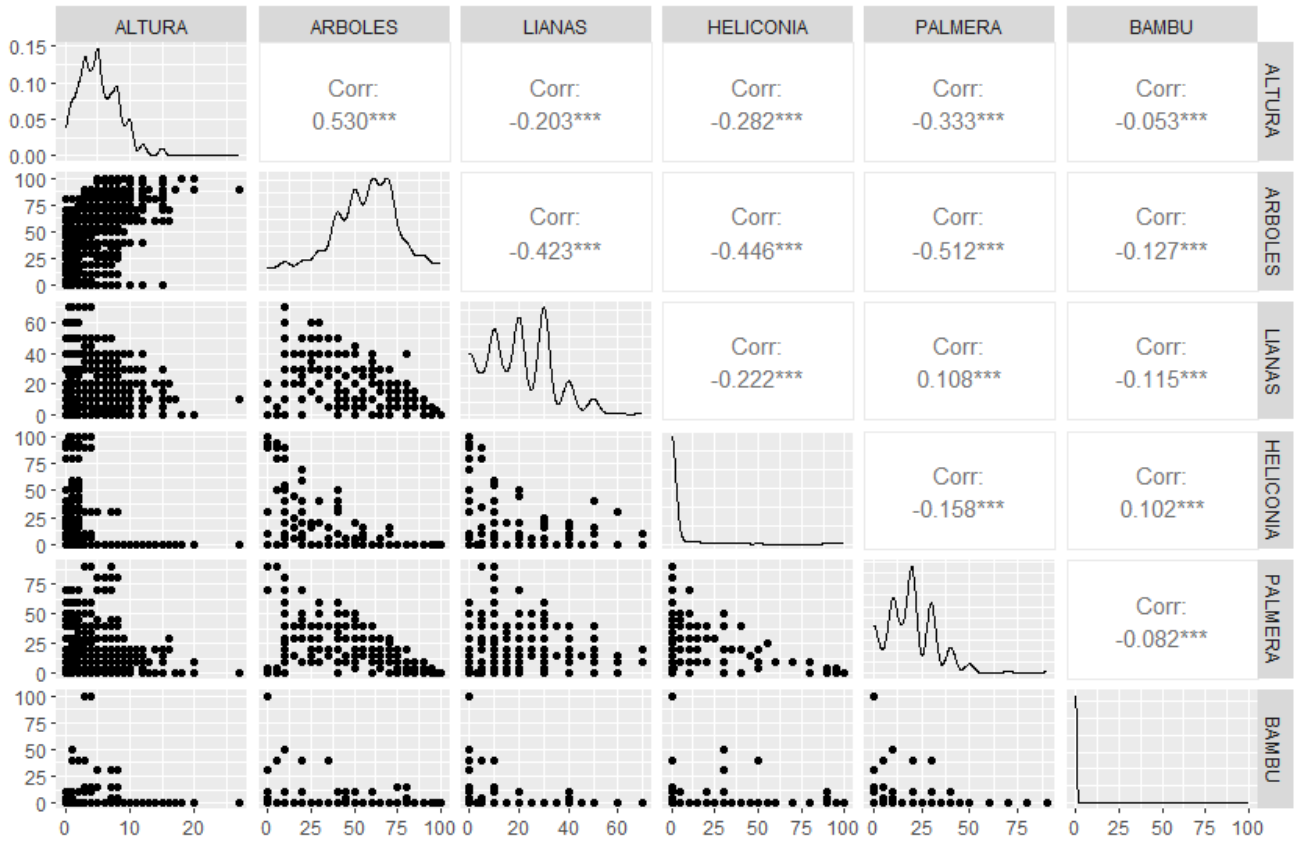 ALTURA ARBOLES LIANAS HELICONIA PALMERA BAMBU
0.15
0.10
0.05
0.00
Corr:
0.530***
Corr:
-0.203***
Corr:
-0.282***
Corr:
-0.333***
Corr:
-0.053***
ALTURA
100
75
50
25
0
Corr:
-0.423***
Corr:
-0.446***
Corr:
-0.512***
Corr:
-0.127***
ARBOLES
60
40
20
0
Corr:
-0.222***
Corr:
0.108***
Corr:
-0.115***
LIANAS
100
75
50
25
0
Corr:
-0.158***
Corr:
0.102***
HELICONIA
75
50
25
0
Corr:
-0.082***
PALMERA
100
75
50
25
0
BAMBU
0 10 20 0 25 50 75 100 0 20 40 60 0 25 50 75 100 0 25 50 75 0 25 50 75 100